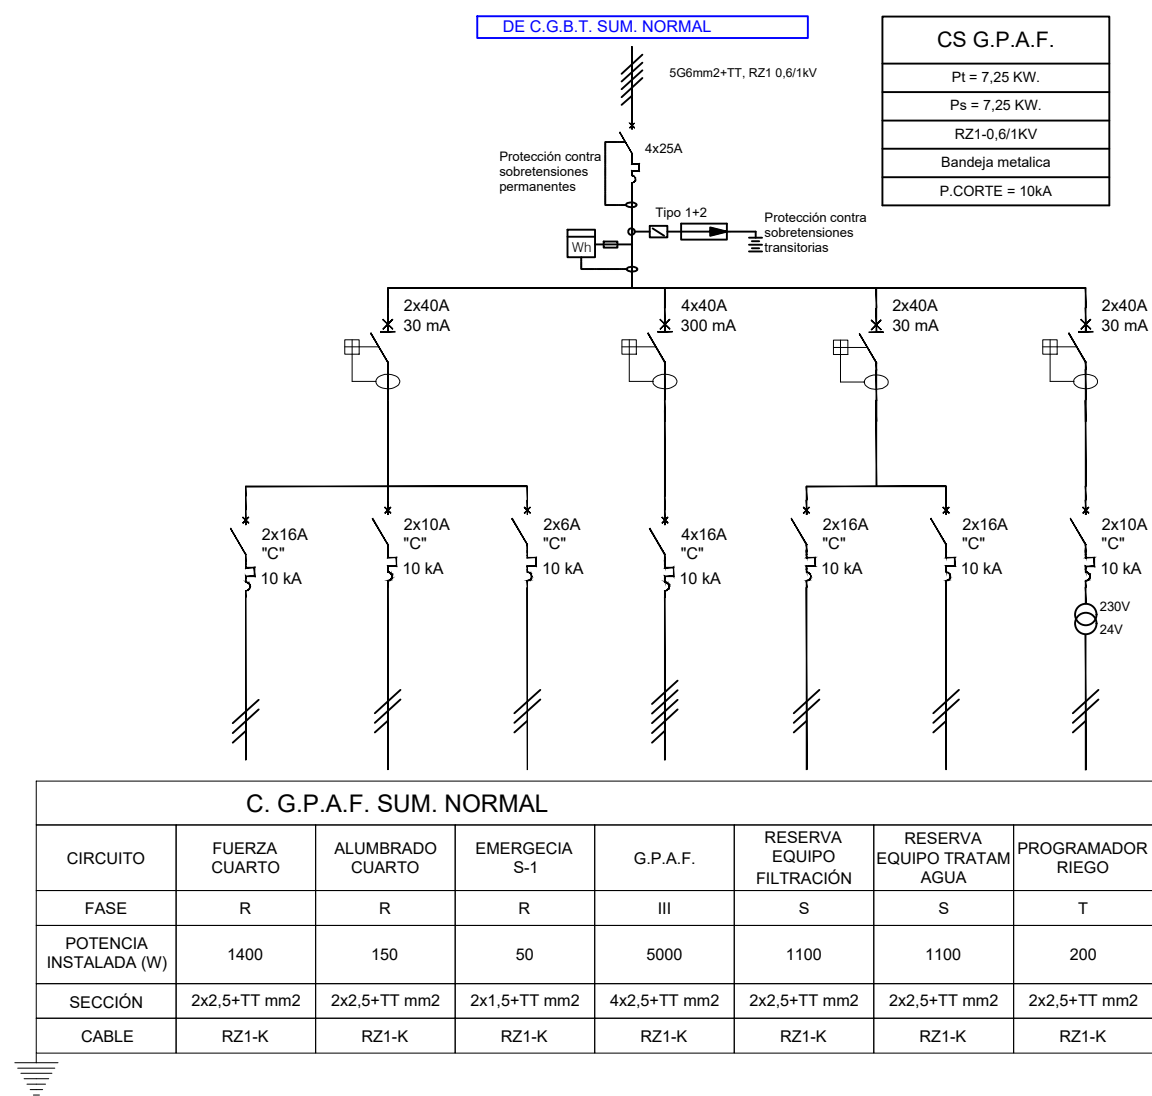 DE C.G.B.T. SUM. NORMAL
5G6mm2+TT, RZ1 0,6/1kV
CS G.P.A.F.
Pt = 7,25 KW.
Ps = 7,25 KW.
RZ1-0,6/1KV
Bandeja metalica
P.CORTE = 10kA
4x25A
Protección contra
sobretensiones
permanentes
Tipo 1+2
Protección contra
sobretensiones
transitorias
Wh
2x40A
30 mA
4x40A
300 mA
2x40A
30 mA
2x40A
30 mA
2x16A
"C"
10 kA
2x10A
"C"
10 kA
2x6A
"C"
10 kA
4x16A
"C"
10 kA
2x16A
"C"
10 kA
2x16A
"C"
10 kA
2x10A
"C"
10 kA
230V
24V
C. G.P.A.F. SUM. NORMAL
CIRCUITO
FUERZA
CUARTO
ALUMBRADO
CUARTO
EMERGECIA
S-1
G.P.A.F.
RESERVA
EQUIPO
FILTRACIÓN
RESERVA
EQUIPO TRATAM
AGUA
PROGRAMADOR
RIEGO
FASE
R
R
R
III
S
S
T
POTENCIA
INSTALADA (W)
1400
150
50
5000
1100
1100
200
SECCIÓN
2x2,5+TT mm2
2x2,5+TT mm2
2x1,5+TT mm2
4x2,5+TT mm2
2x2,5+TT mm2
2x2,5+TT mm2
2x2,5+TT mm2
CABLE
RZ1-K
RZ1-K
RZ1-K
RZ1-K
RZ1-K
RZ1-K
RZ1-K